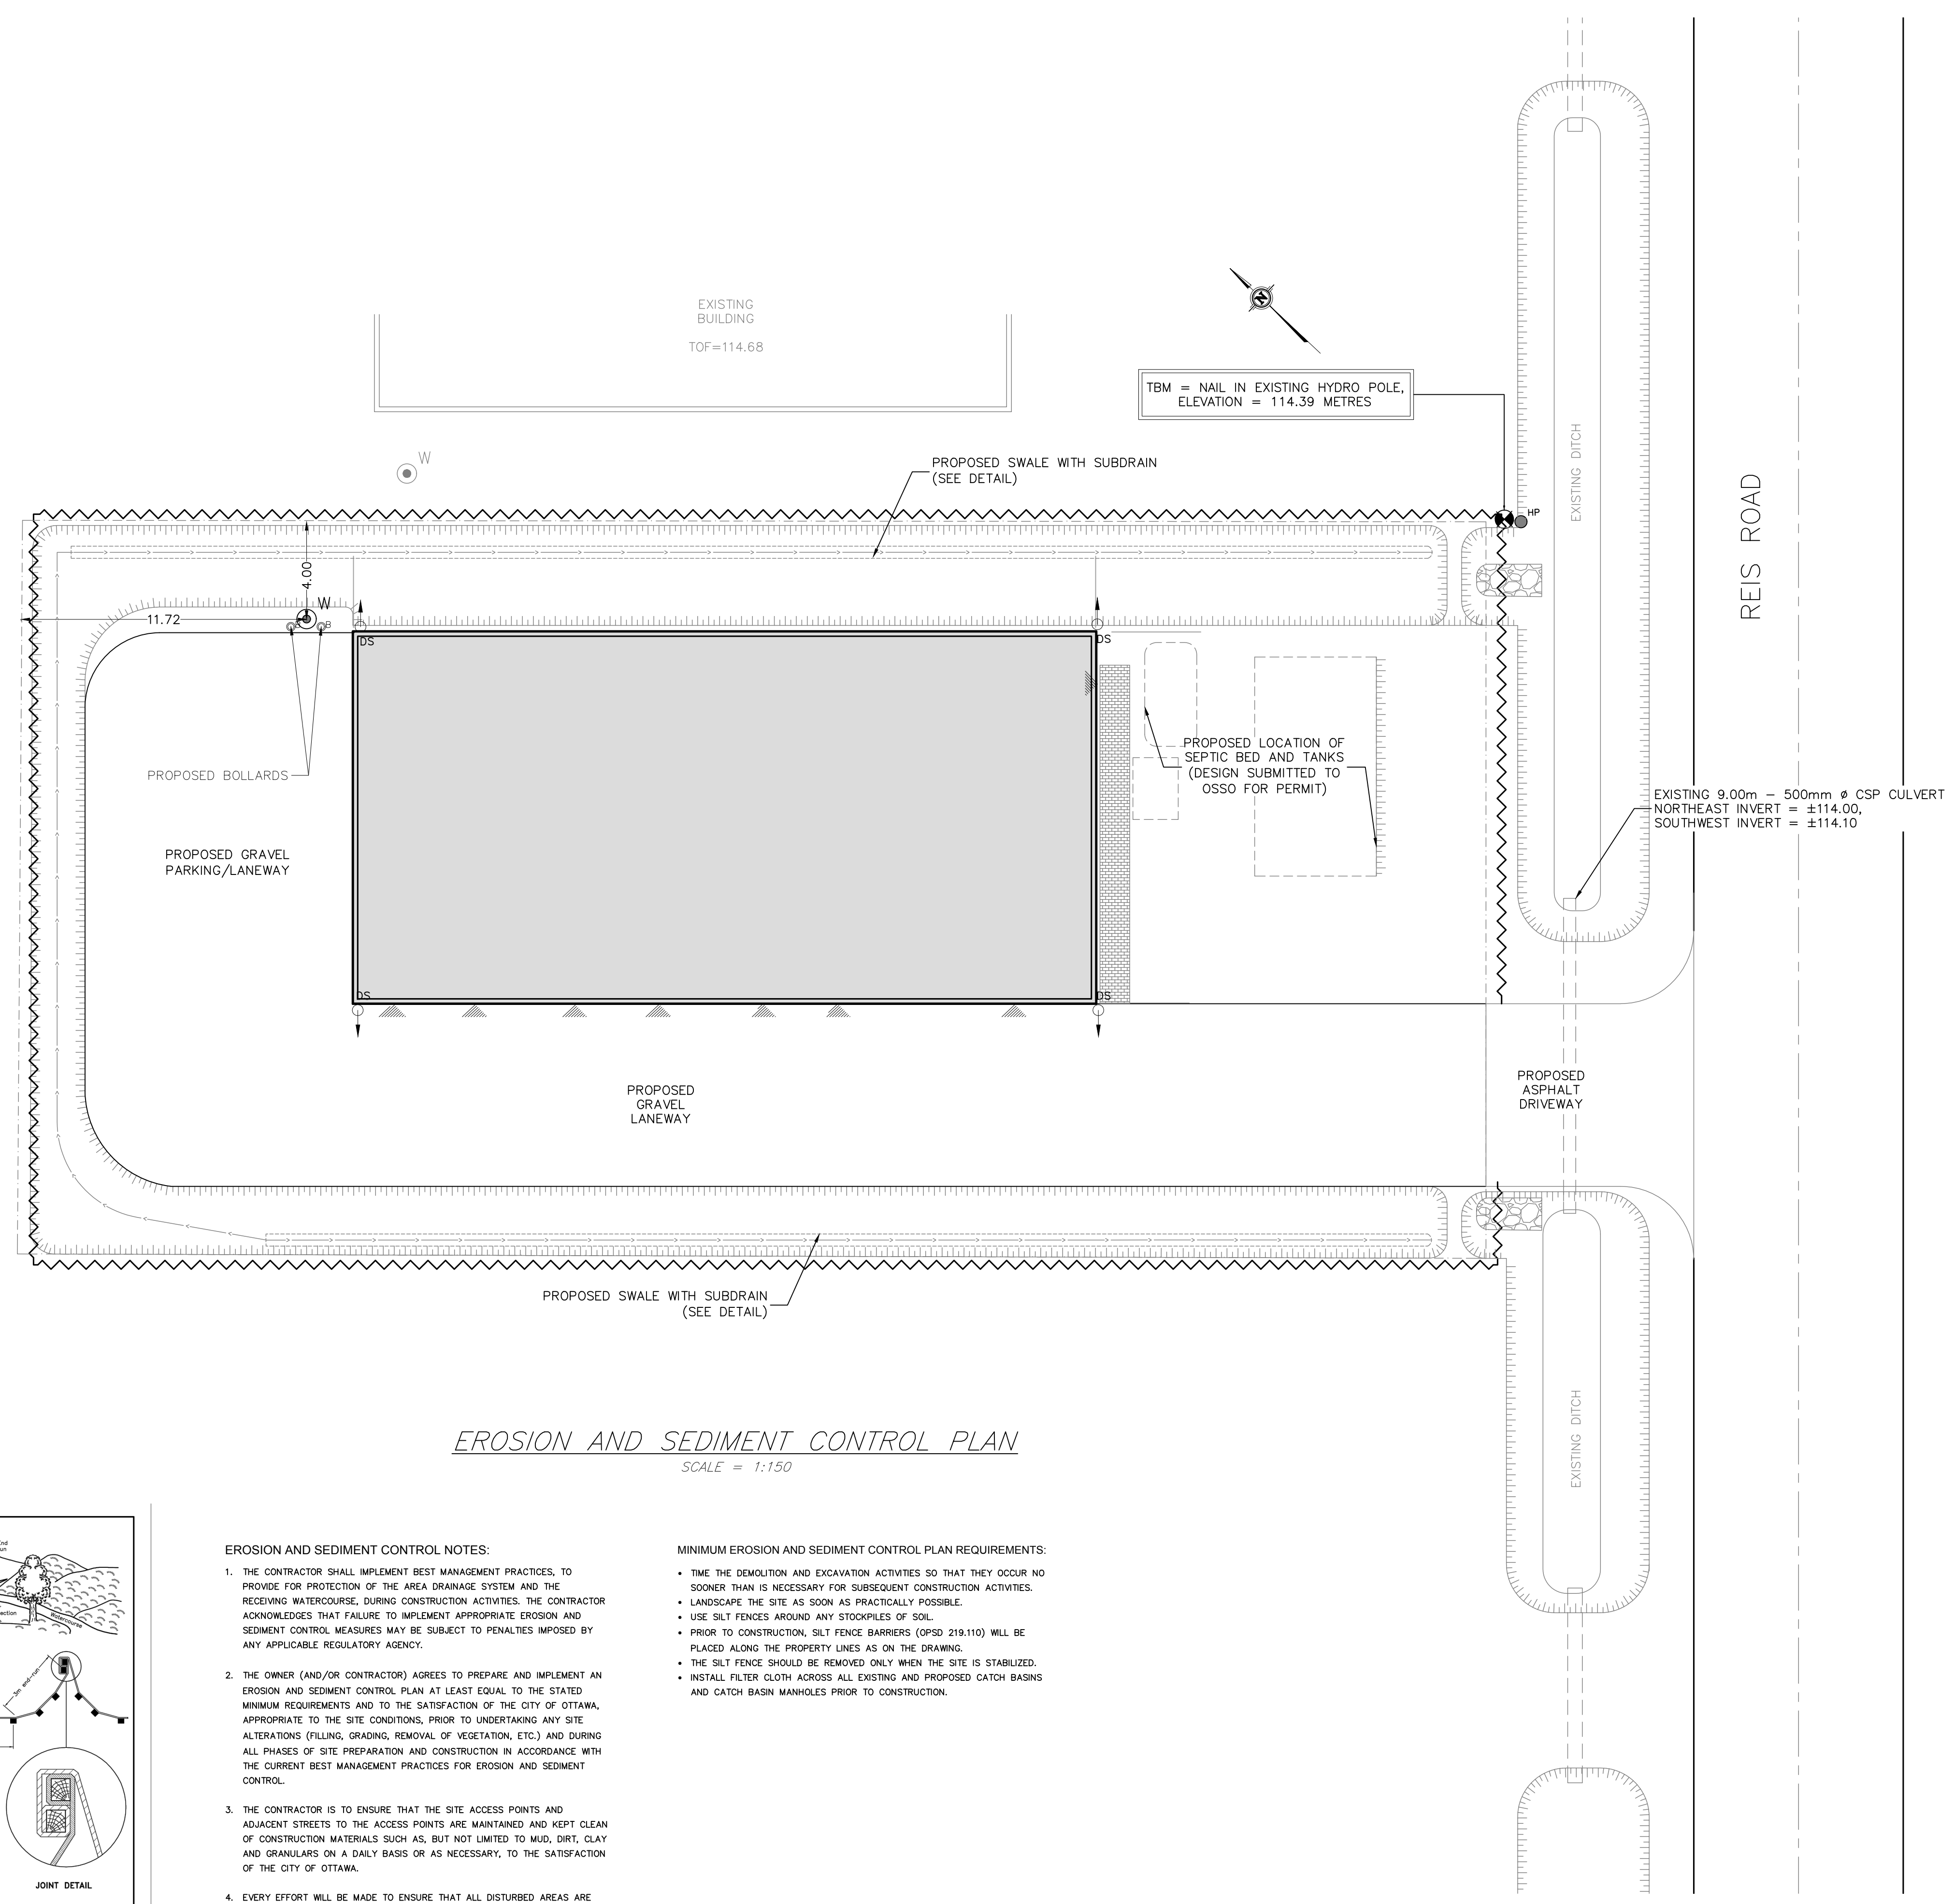 EXISTING
BUILDING
TOF=114.68
TBM = NAIL IN EXISTING HYDRO POLE,
ELEVATION = 114.39 METRES
N
W
PROPOSED SWALE WITH SUBDRAIN
(SEE DETAIL)
HP
EXISTING DITCH
REIS ROAD
4.00
11.72
W
B
B
DS
DS
PROPOSED BOLLARDS
PROPOSED LOCATION OF
SEPTIC BED AND TANKS
(DESIGN SUBMITTED TO
OSSO FOR PERMIT)
EXISTING 9.00m – 500mm ø CSP CULVERT
NORTHEAST INVERT = ±114.00,
SOUTHWEST INVERT = ±114.10
PROPOSED GRAVEL
PARKING/LANEWAY
DS
DS
PROPOSED
GRAVEL
LANEWAY
PROPOSED
ASPHALT
DRIVEWAY
PROPOSED SWALE WITH SUBDRAIN
(SEE DETAIL)
EXISTING DITCH
EROSION AND SEDIMENT CONTROL PLAN
SCALE = 1:150
Watercourse
3m end-run
JOINT DETAIL
EROSION AND SEDIMENT CONTROL NOTES:
1. THE CONTRACTOR SHALL IMPLEMENT BEST MANAGEMENT PRACTICES, TO
PROVIDE FOR PROTECTION OF THE AREA DRAINAGE SYSTEM AND THE
RECEIVING WATERCOURSE, DURING CONSTRUCTION ACTIVITIES. THE CONTRACTOR
ACKNOWLEDGES THAT FAILURE TO IMPLEMENT APPROPRIATE EROSION AND
SEDIMENT CONTROL MEASURES MAY BE SUBJECT TO PENALTIES IMPOSED BY
ANY APPLICABLE REGULATORY AGENCY.
2. THE OWNER (AND/OR CONTRACTOR) AGREES TO PREPARE AND IMPLEMENT AN
EROSION AND SEDIMENT CONTROL PLAN AT LEAST EQUAL TO THE STATED
MINIMUM REQUIREMENTS AND TO THE SATISFACTION OF THE CITY OF OTTAWA,
APPROPRIATE TO THE SITE CONDITIONS, PRIOR TO UNDERTAKING ANY SITE
ALTERATIONS (FILLING, GRADING, REMOVAL OF VEGETATION, ETC.) AND DURING
ALL PHASES OF SITE PREPARATION AND CONSTRUCTION IN ACCORDANCE WITH
THE CURRENT BEST MANAGEMENT PRACTICES FOR EROSION AND SEDIMENT
CONTROL.
3. THE CONTRACTOR IS TO ENSURE THAT THE SITE ACCESS POINTS AND
ADJACENT STREETS TO THE ACCESS POINTS ARE MAINTAINED AND KEPT CLEAN
OF CONSTRUCTION MATERIALS SUCH AS, BUT NOT LIMITED TO MUD, DIRT, CLAY
AND GRANULARS ON A DAILY BASIS OR AS NECESSARY, TO THE SATISFACTION
OF THE CITY OF OTTAWA.
4. EVERY EFFORT WILL BE MADE TO ENSURE THAT ALL DISTURBED AREAS ARE
MINIMUM EROSION AND SEDIMENT CONTROL PLAN REQUIREMENTS:
• TIME THE DEMOLITION AND EXCAVATION ACTIVITIES SO THAT THEY OCCUR NO
SOONER THAN IS NECESSARY FOR SUBSEQUENT CONSTRUCTION ACTIVITIES.
• LANDSCAPE THE SITE AS SOON AS PRACTICALLY POSSIBLE.
• USE SILT FENCES AROUND ANY STOCKPILES OF SOIL.
• PRIOR TO CONSTRUCTION, SILT FENCE BARRIERS (OPSD 219.110) WILL BE
PLACED ALONG THE PROPERTY LINES AS ON THE DRAWING.
• THE SILT FENCE SHOULD BE REMOVED ONLY WHEN THE SITE IS STABILIZED.
• INSTALL FILTER CLOTH ACROSS ALL EXISTING AND PROPOSED CATCH BASINS
AND CATCH BASIN MANHOLES PRIOR TO CONSTRUCTION.